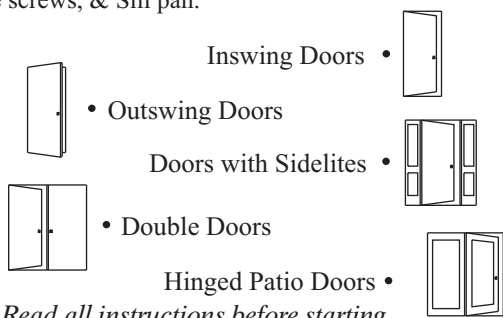 screws, & Sill pan.
Inswing Doors •
• Outswing Doors
Doors with Sidelites •
• Double Doors
Hinged Patio Doors •
Read all instructions before starting